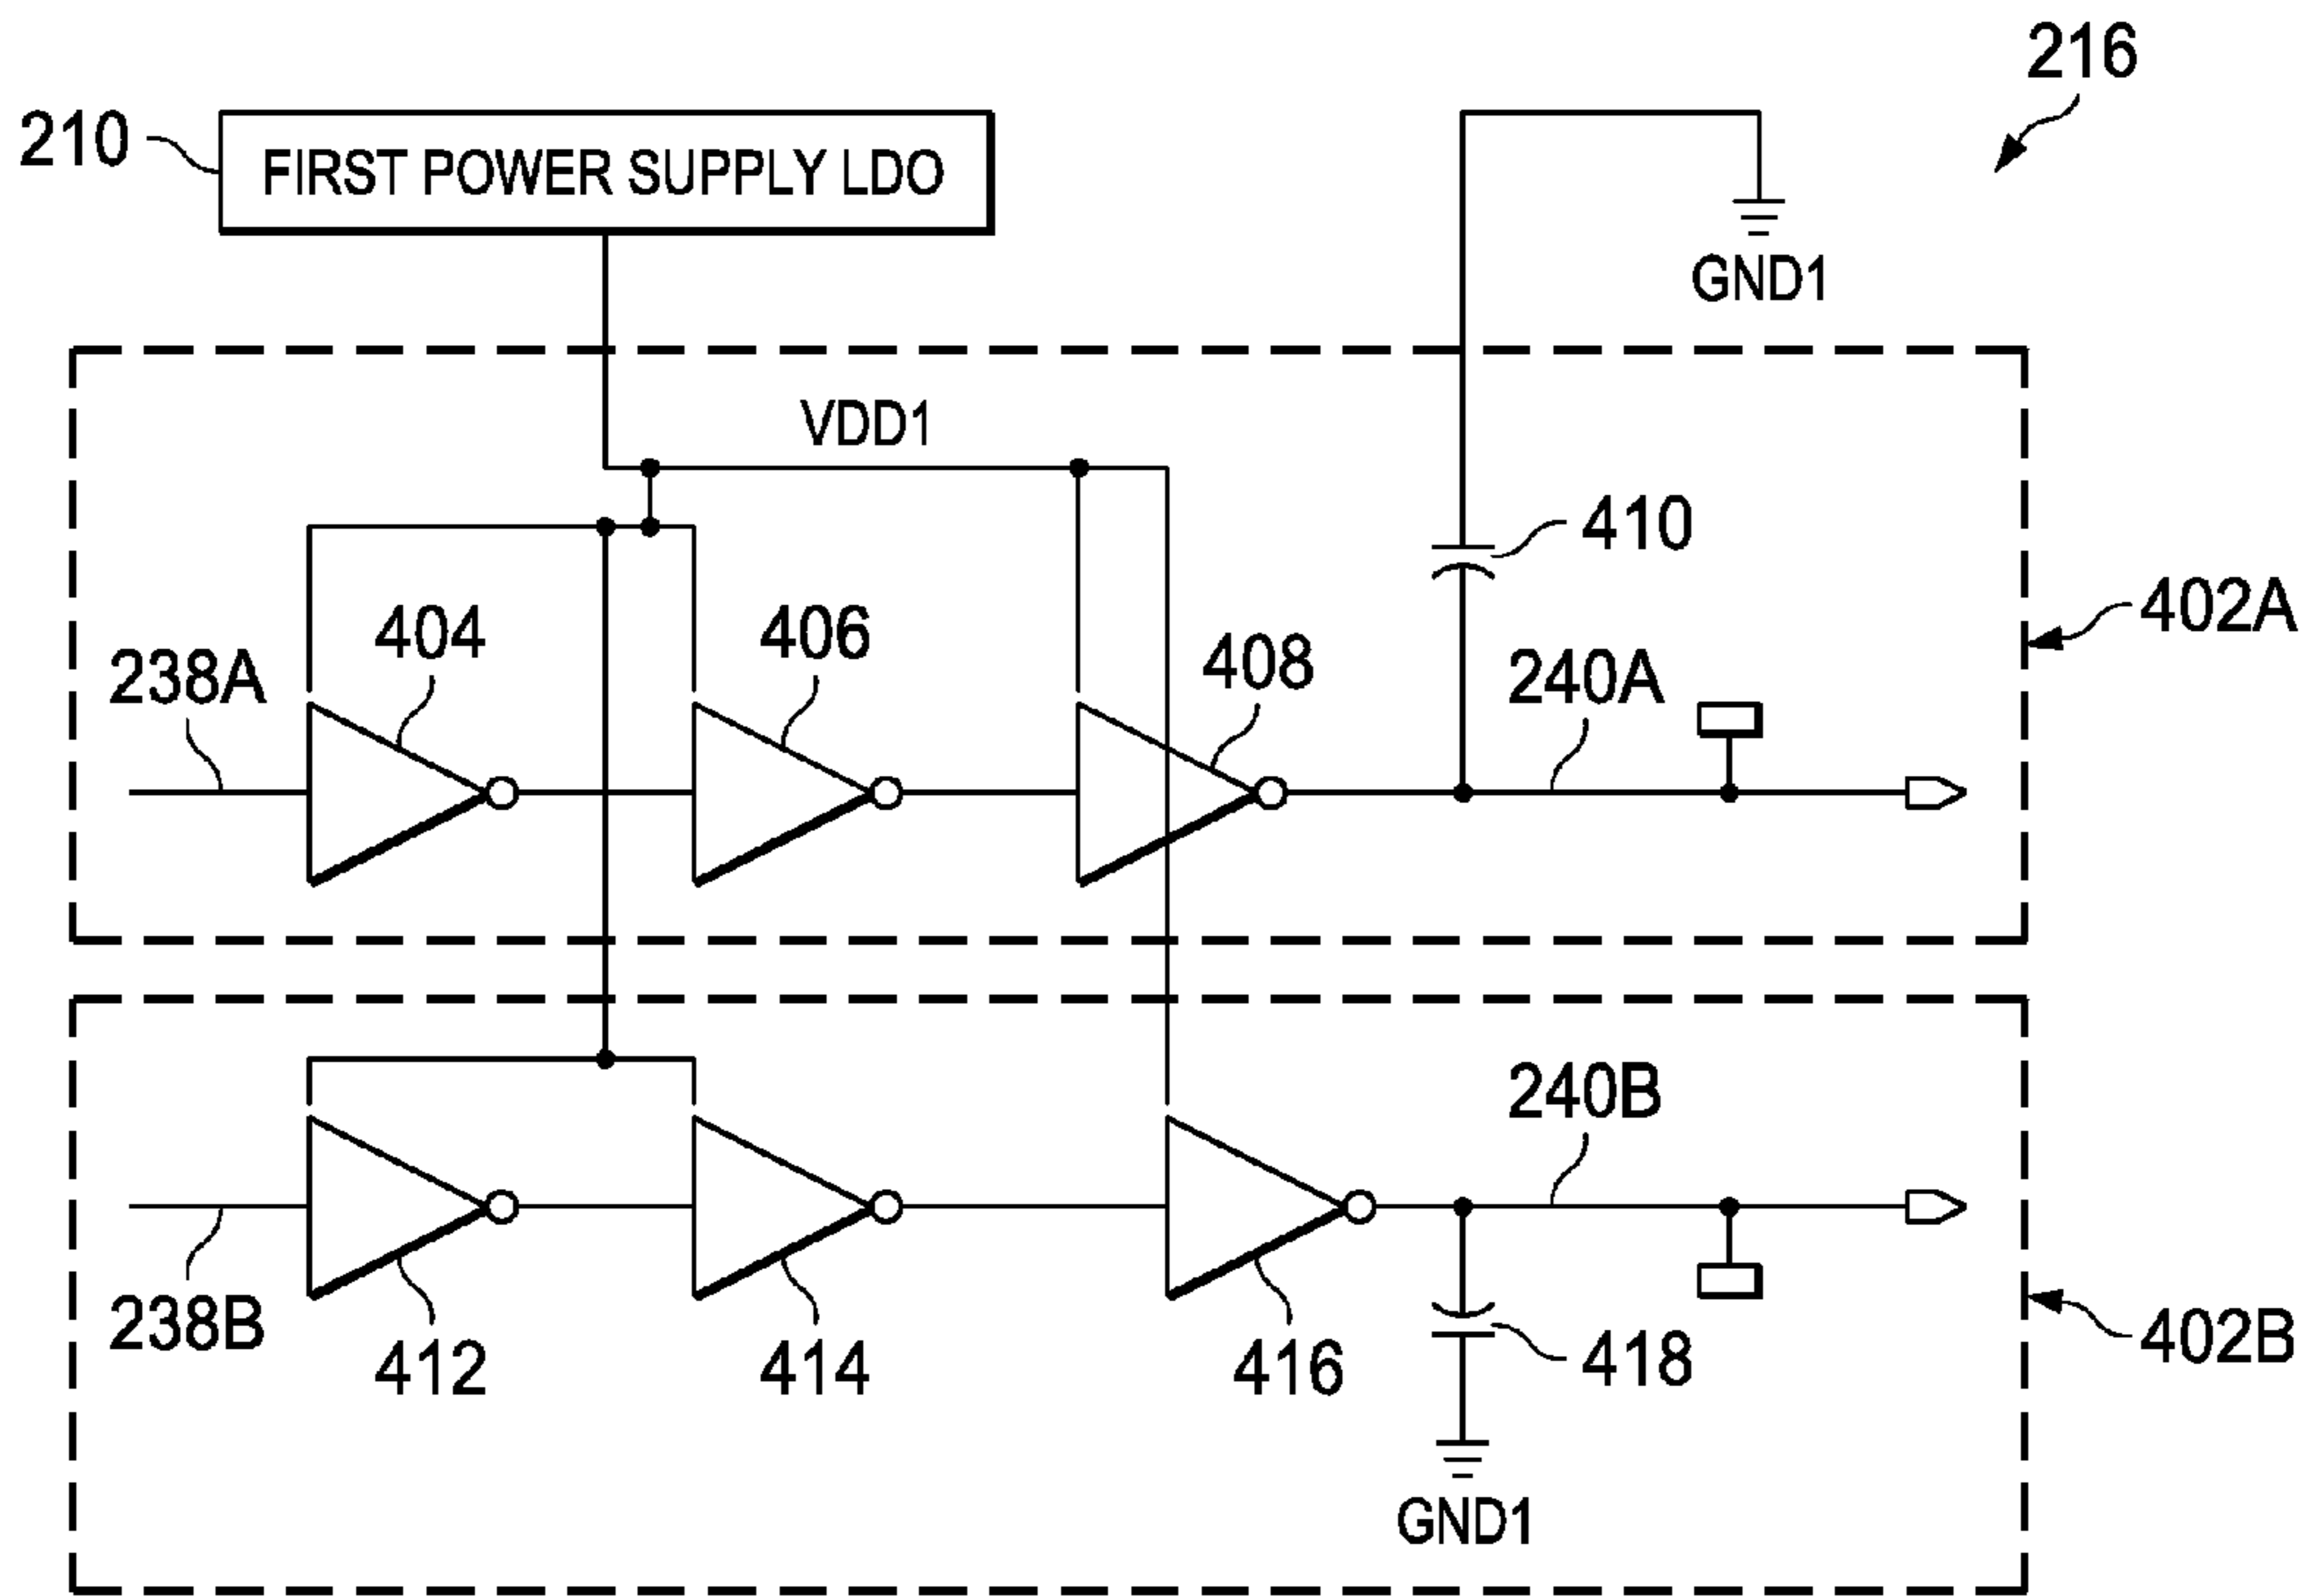 216
210
FIRST POWER SUPPLY LDO
GND1
VDD1
410
404
406
408
402A
238A
240A
240B
238B
412
414
416
418
402B
GND1